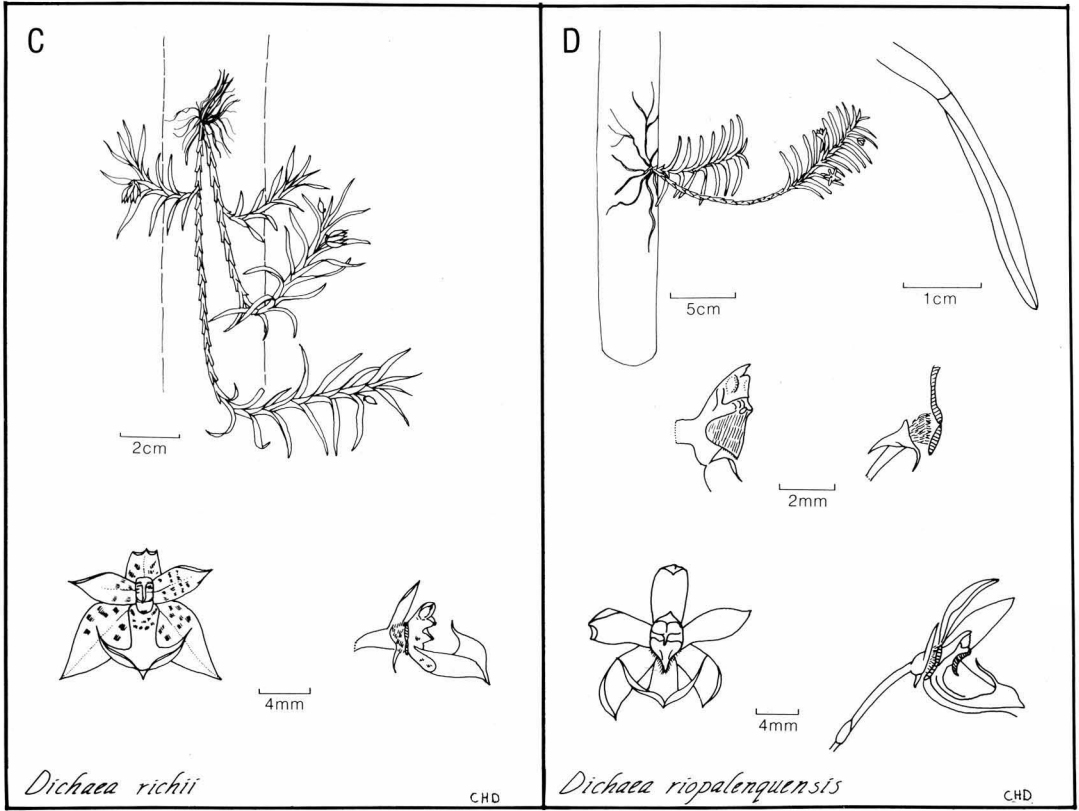 C
2cm
4mm
Dichaea richii
CHD
D
5cm
1cm
2mm
4mm
Dichaea riopalenquensis
CHD